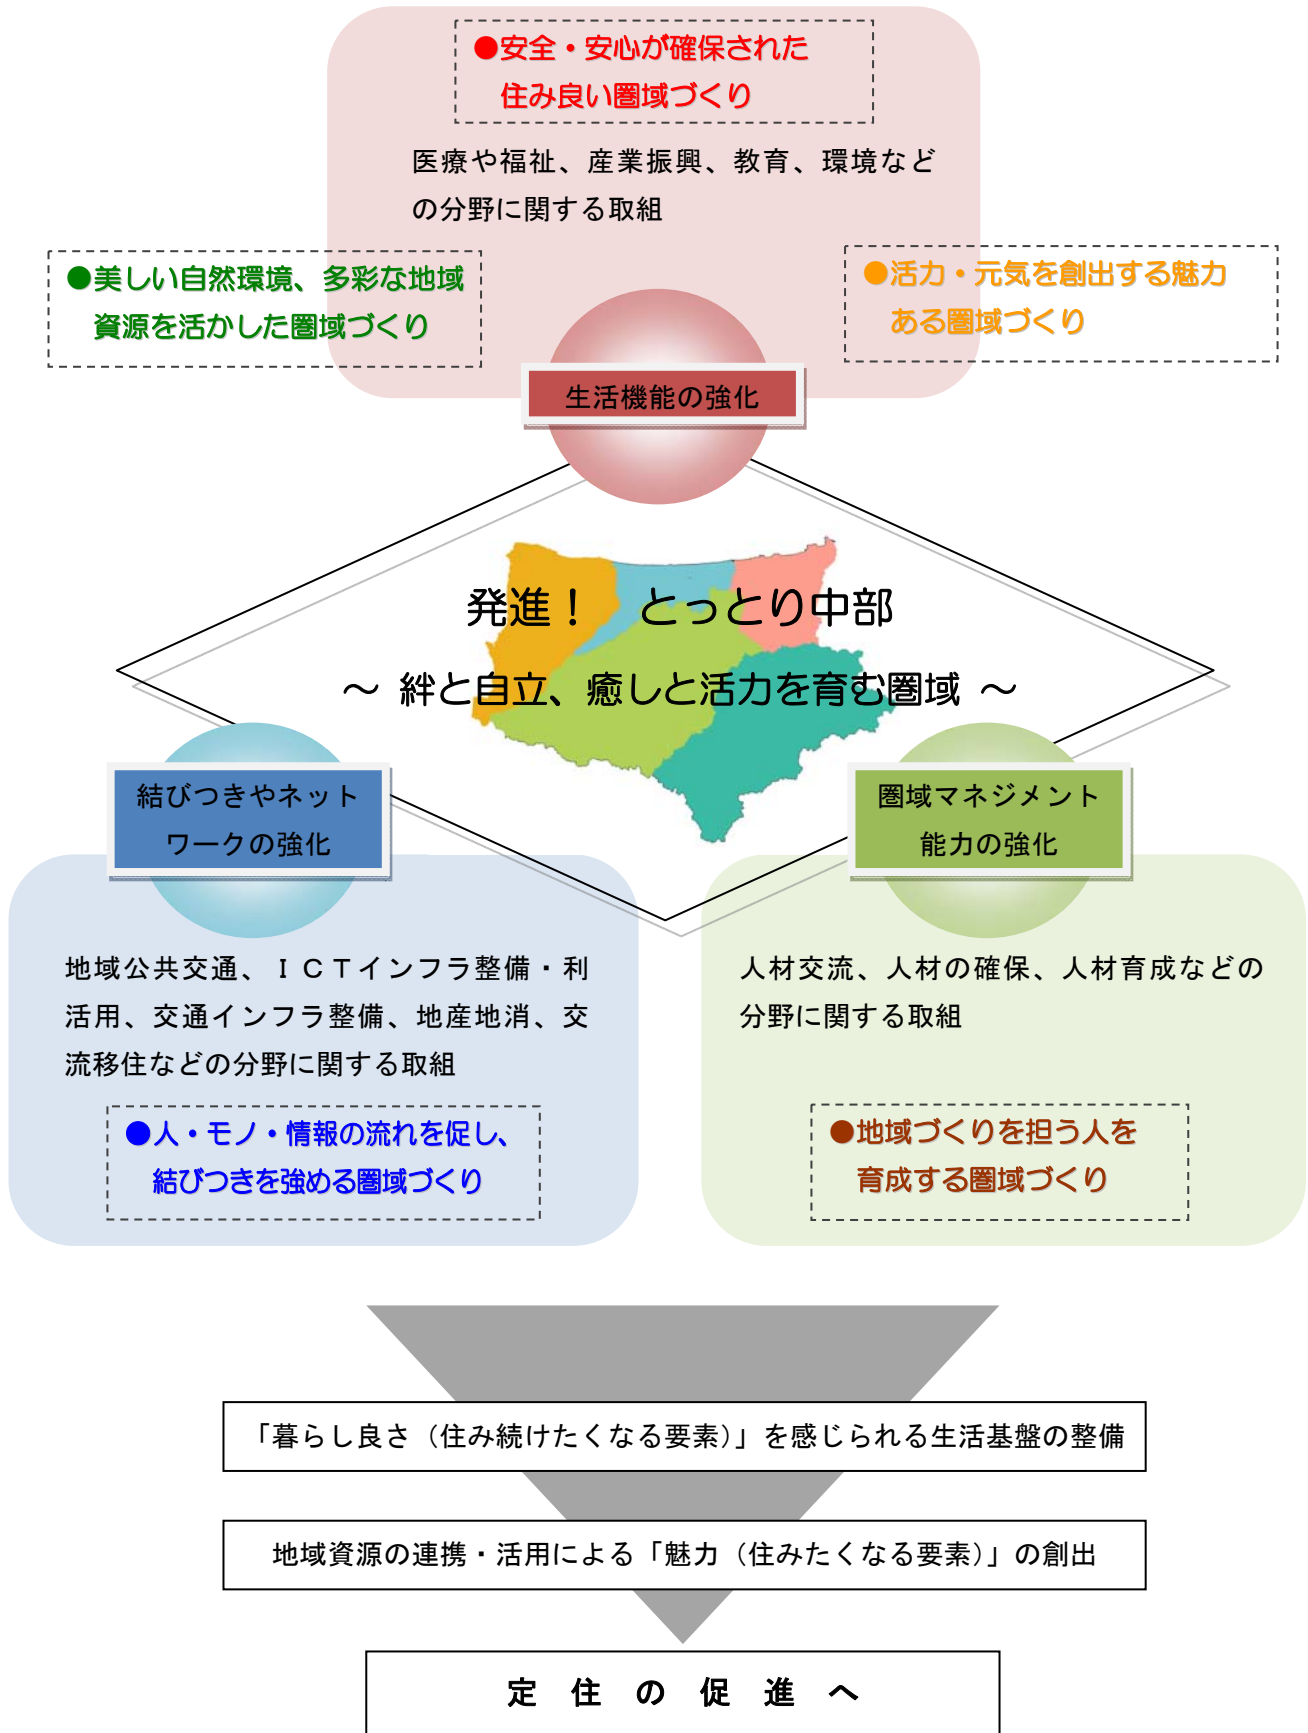 ●安全・安心が確保された
住み良い圏域づくり
医療や福祉、産業振興、教育、環境など
の分野に関する取組
●美しい自然環境、多彩な地域
資源を活かした圏域づくり
●活力・元気を創出する魅力
ある圏域づくり
生活機能の強化
発進！　とっとり中部
～ 絆と自立、癒しと活力を育む圏域 ～
結びつきやネット
ワークの強化
圏域マネジメント
能力の強化
地域公共交通、ＩＣＴインフラ整備・利
活用、交通インフラ整備、地産地消、交
流移住などの分野に関する取組
●人・モノ・情報の流れを促し、
結びつきを強める圏域づくり
人材交流、人材の確保、人材育成などの
分野に関する取組
●地域づくりを担う人を
育成する圏域づくり
「暮らし良さ（住み続けたくなる要素）」を感じられる生活基盤の整備
地域資源の連携・活用による「魅力（住みたくなる要素）」の創出
定　住　の　促　進　へ